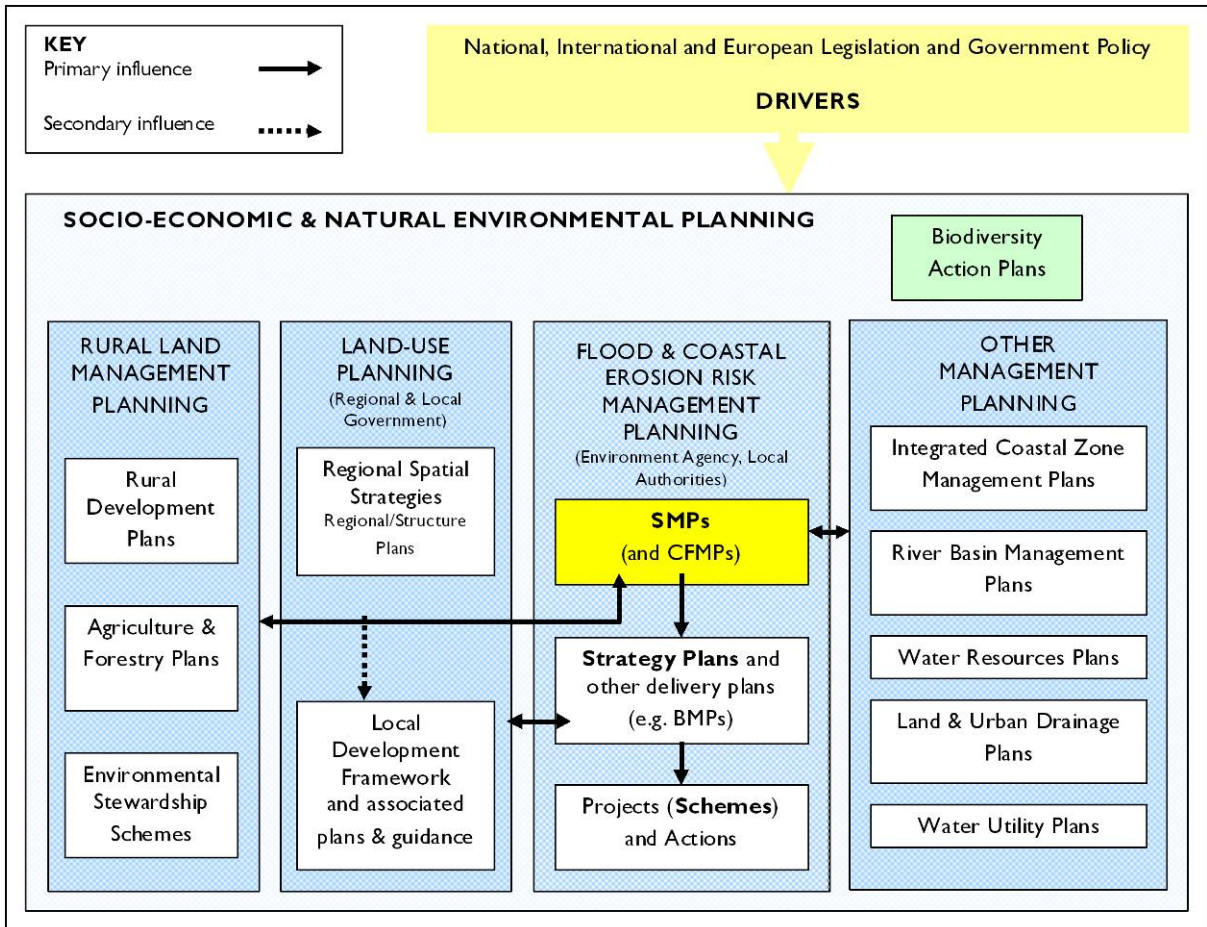 KEY
Primary influence
Secondary influence
National, International and European Legislation and Government Policy
DRIVERS
SOCIO-ECONOMIC & NATURAL ENVIRONMENTAL PLANNING
Biodiversity
Action Plans
RURAL LAND
MANAGEMENT
PLANNING
Rural
Development
Plans
Agriculture &
Forestry Plans
Environmental
Stewardship
Schemes
LAND-USE
PLANNING
(Regional & Local
Government)
Regional Spatial
Strategies
Regional/Structure
Plans
Local
Development
Framework
and associated
plans & guidance
FLOOD & COASTAL
EROSION RISK
MANAGEMENT
PLANNING
(Environment Agency, Local
Authorities)
SMPs
(and CFMPs)
Strategy Plans and
other delivery plans
(e.g. BMPs)
Projects (Schemes)
and Actions
OTHER
MANAGEMENT
PLANNING
Integrated Coastal Zone
Management Plans
River Basin Management
Plans
Water Resources Plans
Land & Urban Drainage
Plans
Water Utility Plans